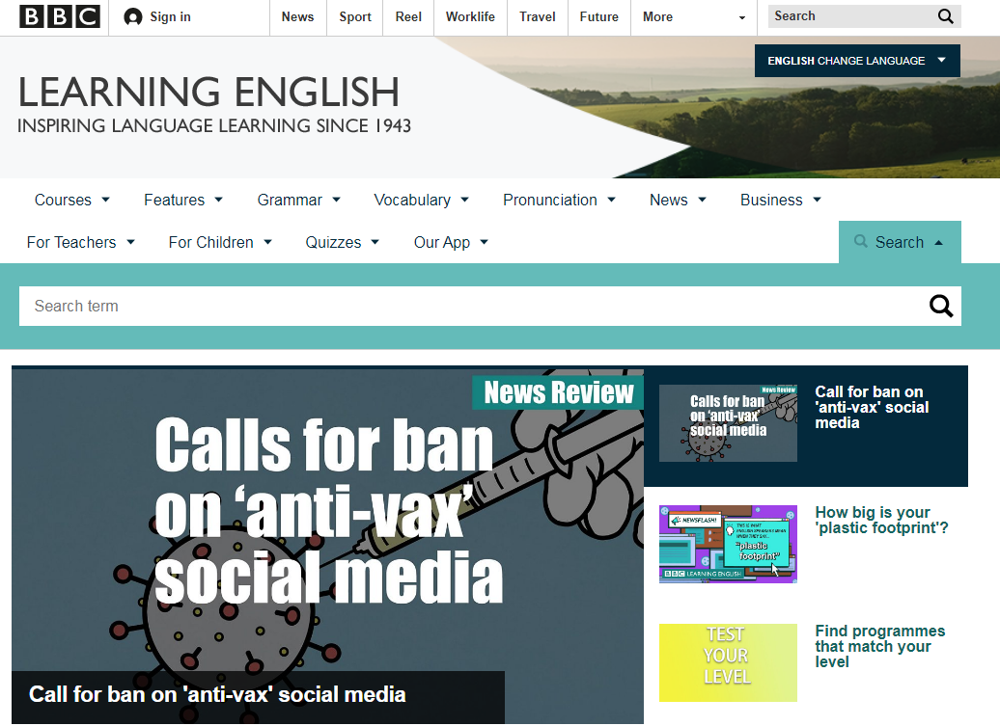 BBC Sign in News Sport Reel Worklife Travel Future More Search
ENGLISH CHANGE LANGUAGE
LEARNING ENGLISH
INSPIRING LANGUAGE LEARNING SINCE 1943
Courses Features Grammar Vocabulary Pronunciation News Business
For Teachers For Children Quizzes Our App Search
Search term
News Review
Calls for ban
on ‘anti-vax’
social media
Call for ban on 'anti-vax' social media
News Review
Calls for ban
on ‘anti-vax’
social media
Call for ban on
'anti-vax' social
media
NEWSFLASH!
THIS IS WHAT
ENGLISH SPEAKERS MEAN
WHEN THEY SAY...
"plastic
footprint"
BBC LEARNING ENGLISH
How big is your
'plastic footprint'?
TEST
YOUR
LEVEL
Find programmes
that match your
level